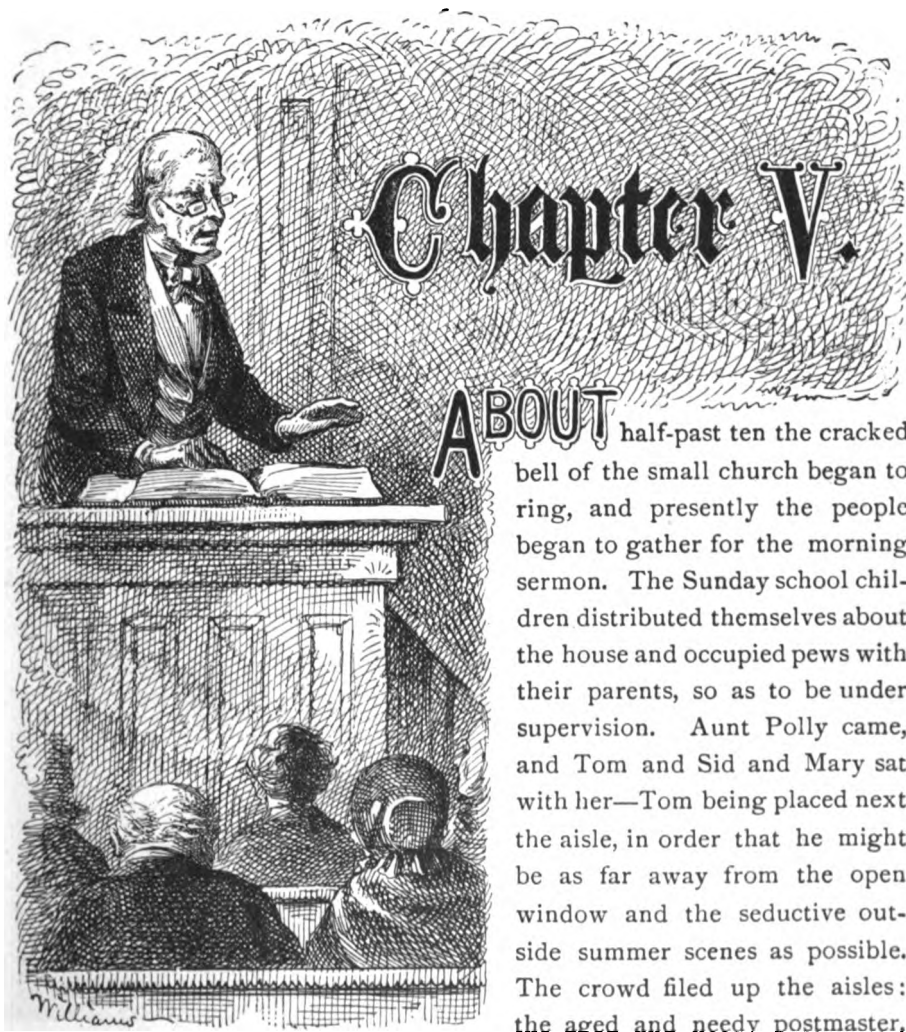 Chapter V.
ABOUT half-past ten the cracked
bell of the small church began to
ring, and presently the people
began to gather for the morning
sermon. The Sunday school chil-
dren distributed themselves about
the house and occupied pews with
their parents, so as to be under
supervision. Aunt Polly came,
and Tom and Sid and Mary sat
with her—Tom being placed next
the aisle, in order that he might
be as far away from the open
window and the seductive out-
side summer scenes as possible.
The crowd filed up the aisles:
the aged and needy postmaster,
Williams